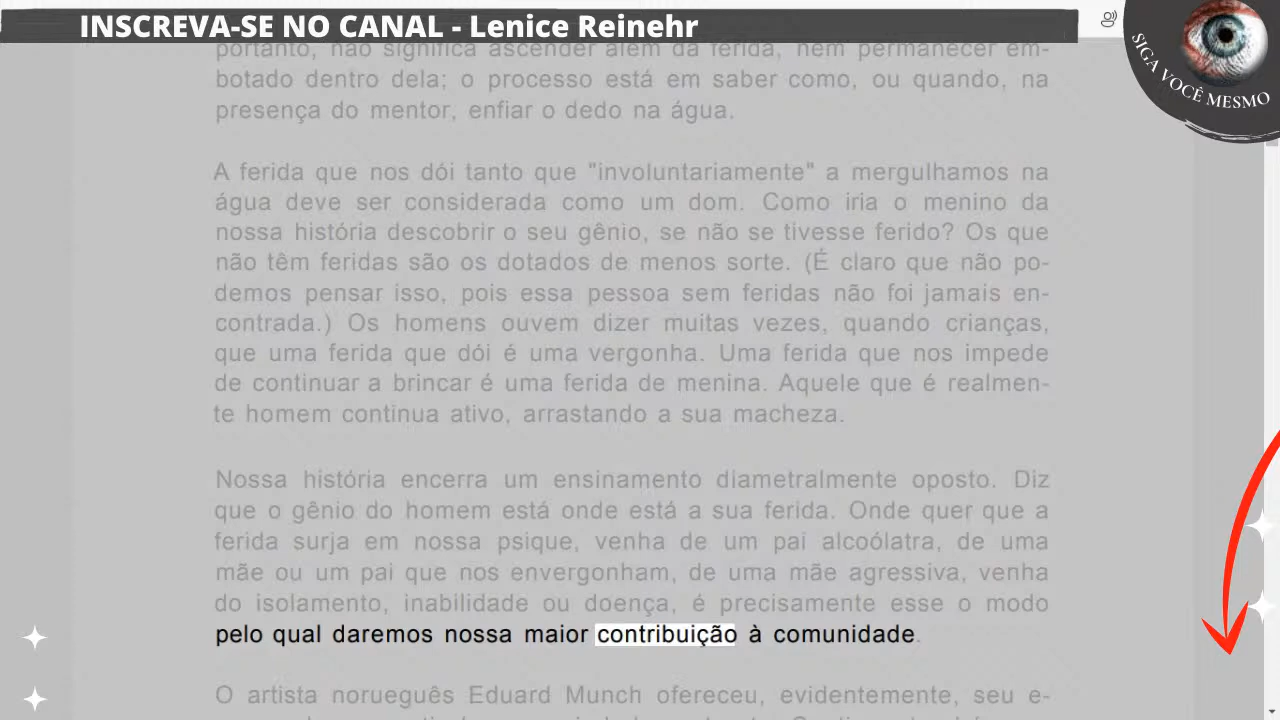 INSCREVA-SE NO CANAL - Lenice Reinehr
SIGA VOCÊ MESMO
portanto, não significa ascender além da ferida, nem permanecer em-
botado dentro dela; o processo está em saber como, ou quando, na
presença do mentor, enfiar o dedo na água.
A ferida que nos dói tanto que "involuntariamente" a mergulhamos na
água deve ser considerada como um dom. Como iria o menino da
nossa história descobrir o seu gênio, se não se tivesse ferido? Os que
não têm feridas são os dotados de menos sorte. (É claro que não po-
demos pensar isso, pois essa pessoa sem feridas não foi jamais en-
contrada.) Os homens ouvem dizer muitas vezes, quando crianças,
que uma ferida que dói é uma vergonha. Uma ferida que nos impede
de continuar a brincar é uma ferida de menina. Aquele que é realmen-
te homem continua ativo, arrastando a sua macheza.
Nossa história encerra um ensinamento diametralmente oposto. Diz
que o gênio do homem está onde está a sua ferida. Onde quer que a
ferida surja em nossa psique, venha de um pai alcoólatra, de uma
mãe ou um pai que nos envergonham, de uma mãe agressiva, venha
do isolamento, inabilidade ou doença, é precisamente esse o modo
pelo qual daremos nossa maior contribuição à comunidade.
O artista norueguês Eduard Munch ofereceu, evidentemente, seu e-